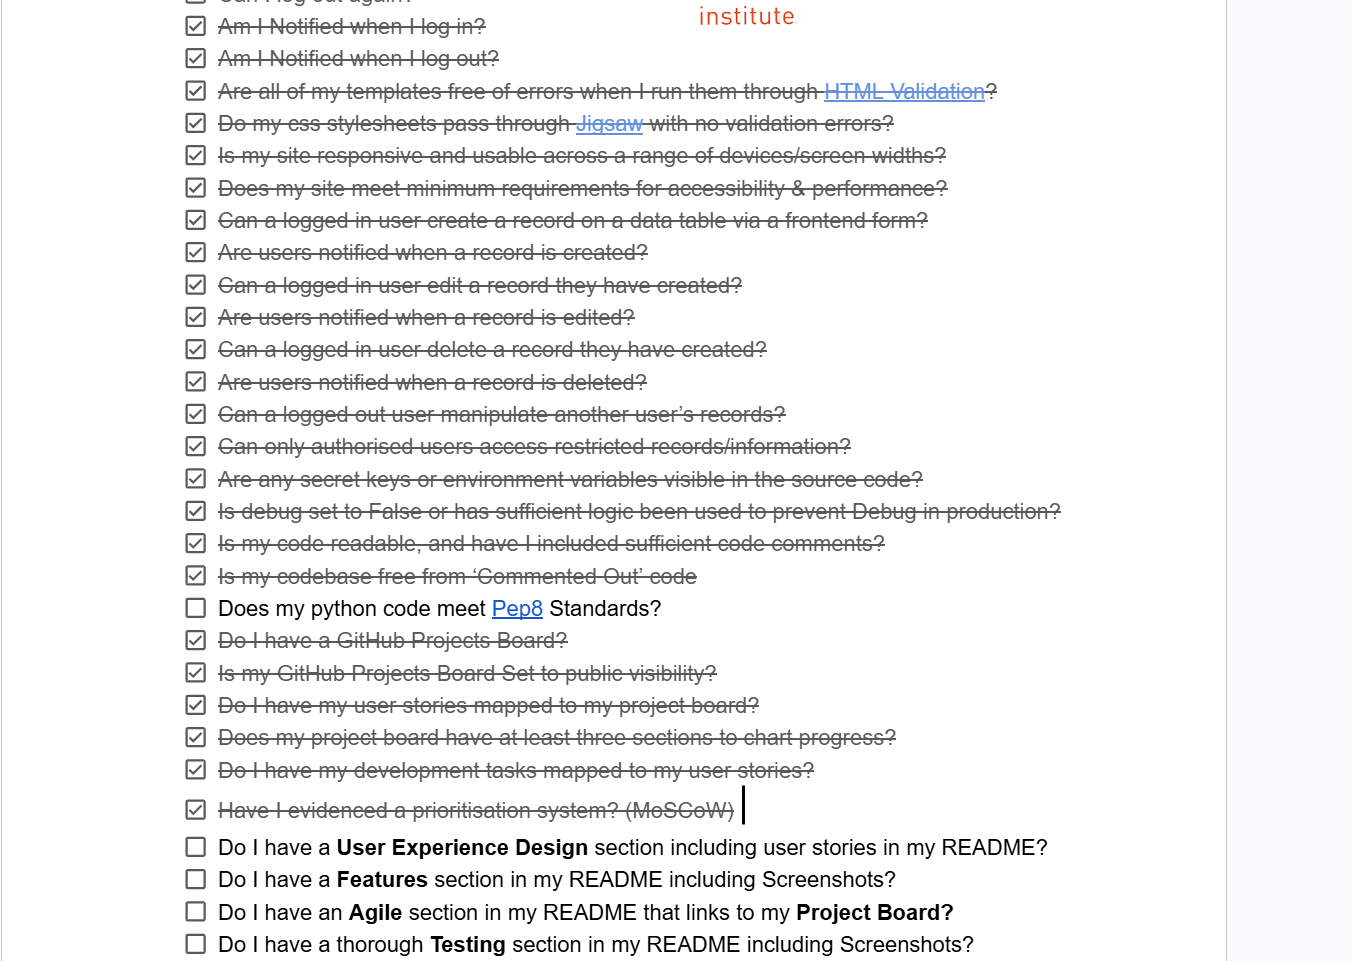 institute
Am I Notified when I log in?
Am I Notified when I log out?
Are all of my templates free of errors when I run them through HTML Validation?
Do my css stylesheets pass through Jigsaw with no validation errors?
Is my site responsive and usable across a range of devices/screen widths?
Does my site meet minimum requirements for accessibility & performance?
Can a logged in user create a record on a data table via a frontend form?
Are users notified when a record is created?
Can a logged in user edit a record they have created?
Are users notified when a record is edited?
Can a logged in user delete a record they have created?
Are users notified when a record is deleted?
Can a logged out user manipulate another user’s records?
Can only authorised users access restricted records/information?
Are any secret keys or environment variables visible in the source code?
Is debug set to False or has sufficient logic been used to prevent Debug in production?
Is my code readable, and have I included sufficient code comments?
Is my codebase free from ‘Commented Out’ code
Does my python code meet Pep8 Standards?
Do I have a GitHub Projects Board?
Is my GitHub Projects Board Set to public visibility?
Do I have my user stories mapped to my project board?
Does my project board have at least three sections to chart progress?
Do I have my development tasks mapped to my user stories?
Have I evidenced a prioritisation system? (MoSCoW)
Do I have a User Experience Design section including user stories in my README?
Do I have a Features section in my README including Screenshots?
Do I have an Agile section in my README that links to my Project Board?
Do I have a thorough Testing section in my README including Screenshots?